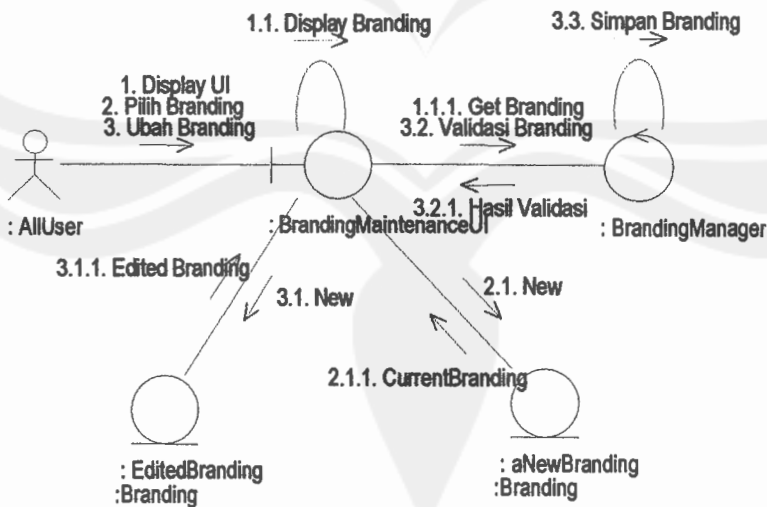 1.1. Display Branding
3.3. Simpan Branding
1. Display UI
2. Pilih Branding
3. Ubah Branding
1.1.1. Get Branding
3.2. Validasi Branding
3.2.1. Hasil Validasi
: AllUser
: BrandingMaintenanceUI
: BrandingManager
3.1.1. Edited Branding
3.1. New
2.1. New
2.1.1. CurrentBranding
: EditedBranding
:Branding
: aNewBranding
:Branding